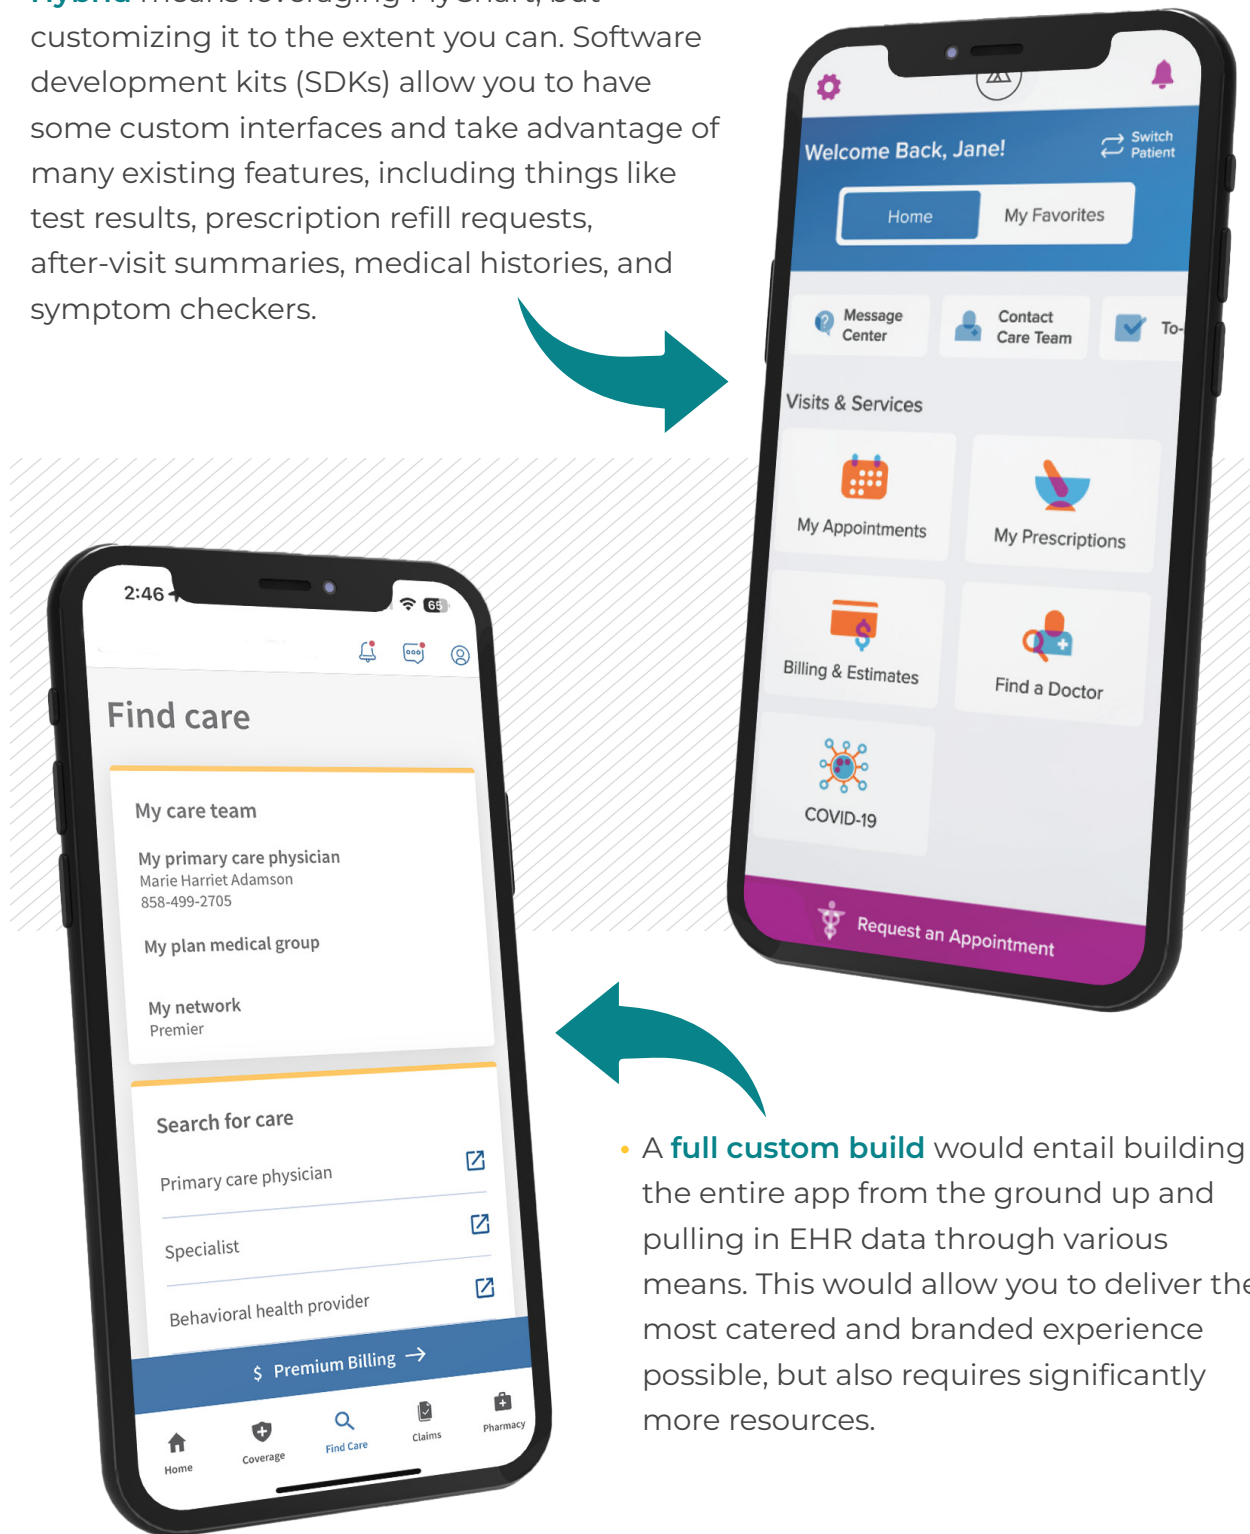 Hybrid means leveraging MyChart, but
customizing it to the extent you can. Software
development kits (SDKs) allow you to have
some custom interfaces and take advantage of
many existing features, including things like
test results, prescription refill requests,
after-visit summaries, medical histories, and
symptom checkers.
Welcome Back, Jane!
Switch
Patient
Home
My Favorites
Message
Center
Contact
Care Team
To-
Visits & Services
My Appointments
My Prescriptions
Billing & Estimates
Find a Doctor
COVID-19
Request an Appointment
2:46
65
Find care
My care team
My primary care physician
Marie Harriet Adamson
858-499-2705
My plan medical group
My network
Premier
Search for care
Primary care physician
Specialist
Behavioral health provider
$ Premium Billing →
Home
Coverage
Find Care
Claims
Pharmacy
• A full custom build would entail building
the entire app from the ground up and
pulling in EHR data through various
means. This would allow you to deliver the
most catered and branded experience
possible, but also requires significantly
more resources.